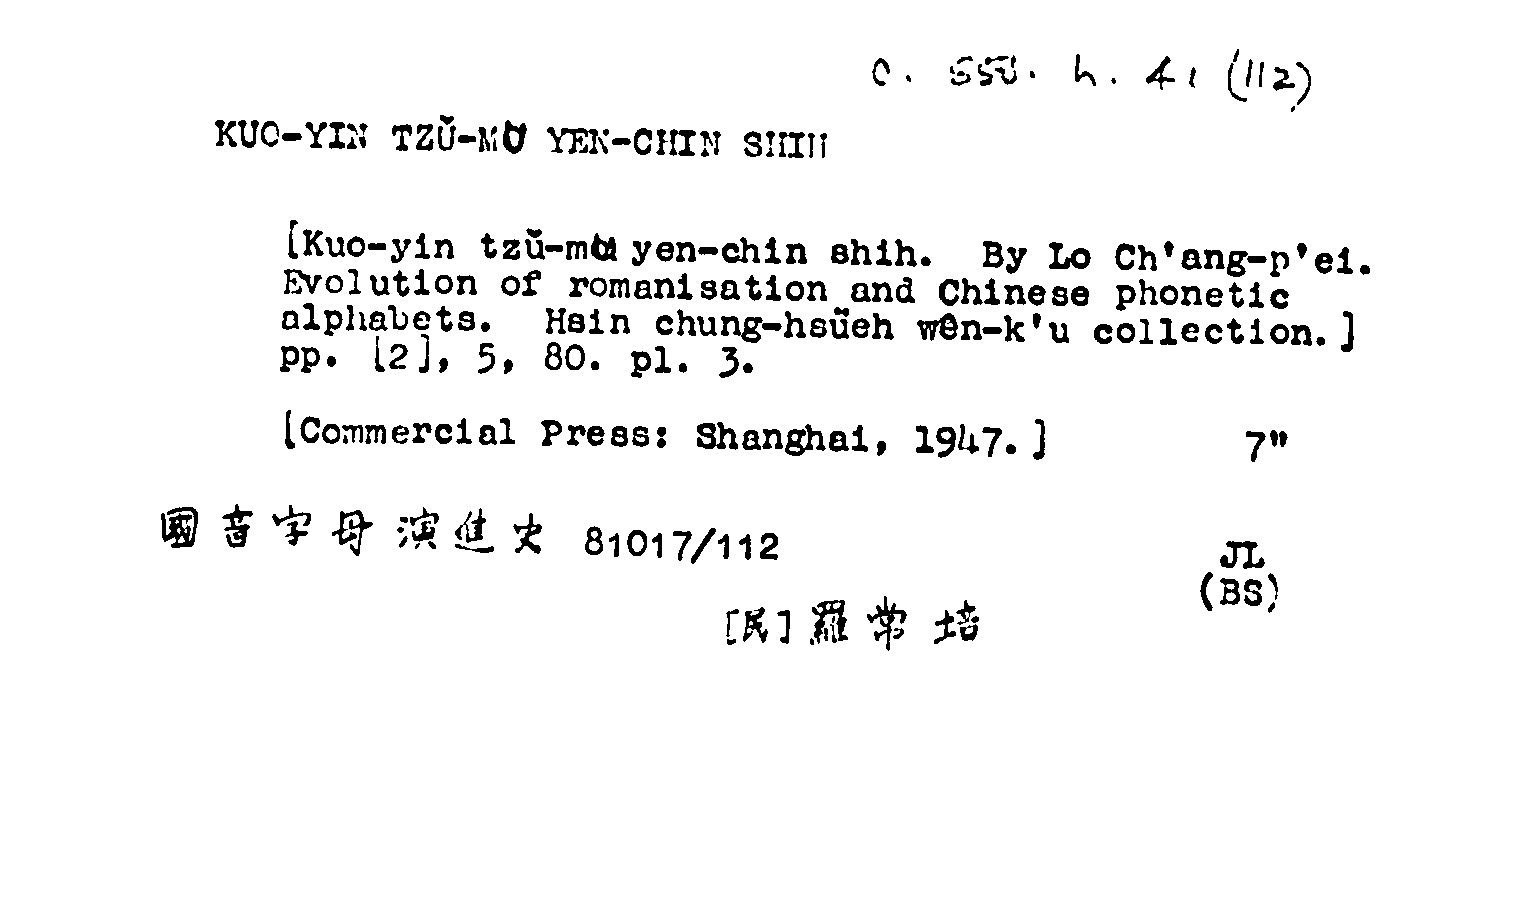 c. 550. h. 41 (112)
KUO-YIN TZŬ-MU YEN-CHIN SHIH
[Kuo-yin tzŭ-mu yen-chin shih. By Lo Ch'ang-p'ei.
Evolution of romanisation and Chinese phonetic
alphabets. Hsin chung-hsüeh wên-k'u collection.]
pp. [2], 5, 80. pl. 3.
[Commercial Press: Shanghai, 1947.] 7"
國音字母演進史 81017/112
JL
(BS)
[民] 羅常培